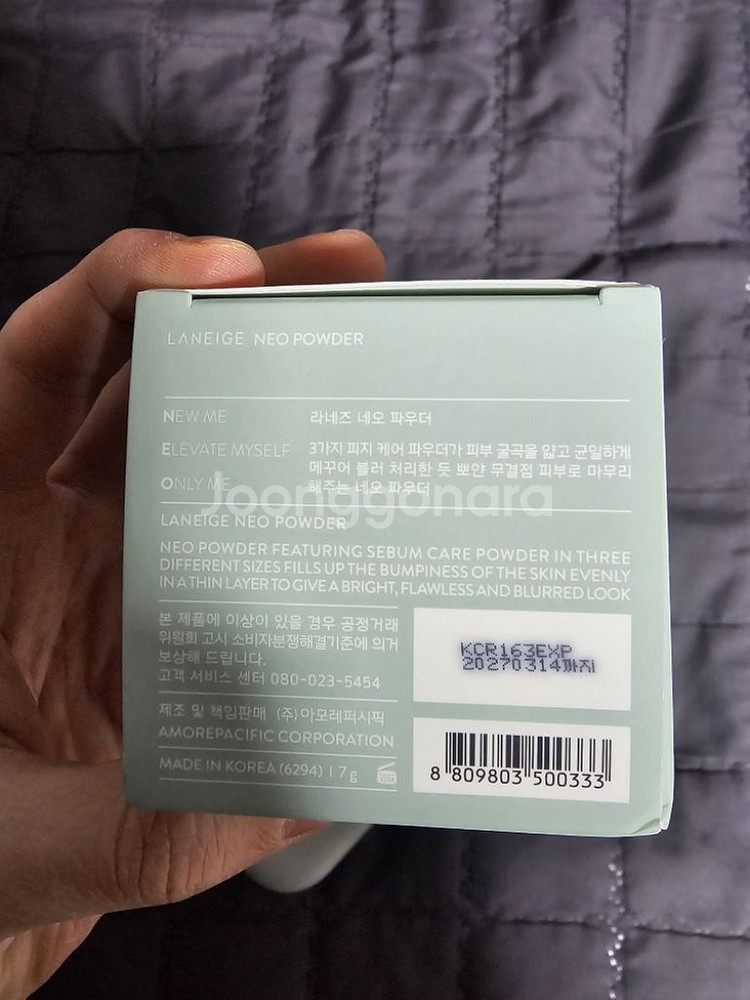 LANEIGE NEO POWDER
NEW ME
라네즈 네오 파우더
ELEVATE MYSELF
3가지 피지 케어 파우더가 피부 굴곡을 얇고 균일하게
메꾸어 블러 처리한 듯 뽀얀 무결점 피부로 마무리
ONLY ME
해주는 네오 파우더
Joonggonara
LANEIGE NEO POWDER
NEO POWDER FEATURING SEBUM CARE POWDER IN THREE
DIFFERENT SIZES FILLS UP THE BUMPINESS OF THE SKIN EVENLY
IN A THIN LAYER TO GIVE A BRIGHT, FLAWLESS AND BLURRED LOOK
본 제품에 이상이 있을 경우 공정거래
위원회 고시 소비자분쟁해결기준에 의거
보상해 드립니다.
고객 서비스 센터 080-023-5454
KCR163EXP
20270314까지
제조 및 책임판매 (주)아모레퍼시픽
AMOREPACIFIC CORPORATION
MADE IN KOREA (6294) | 7 g
8 809803 500333